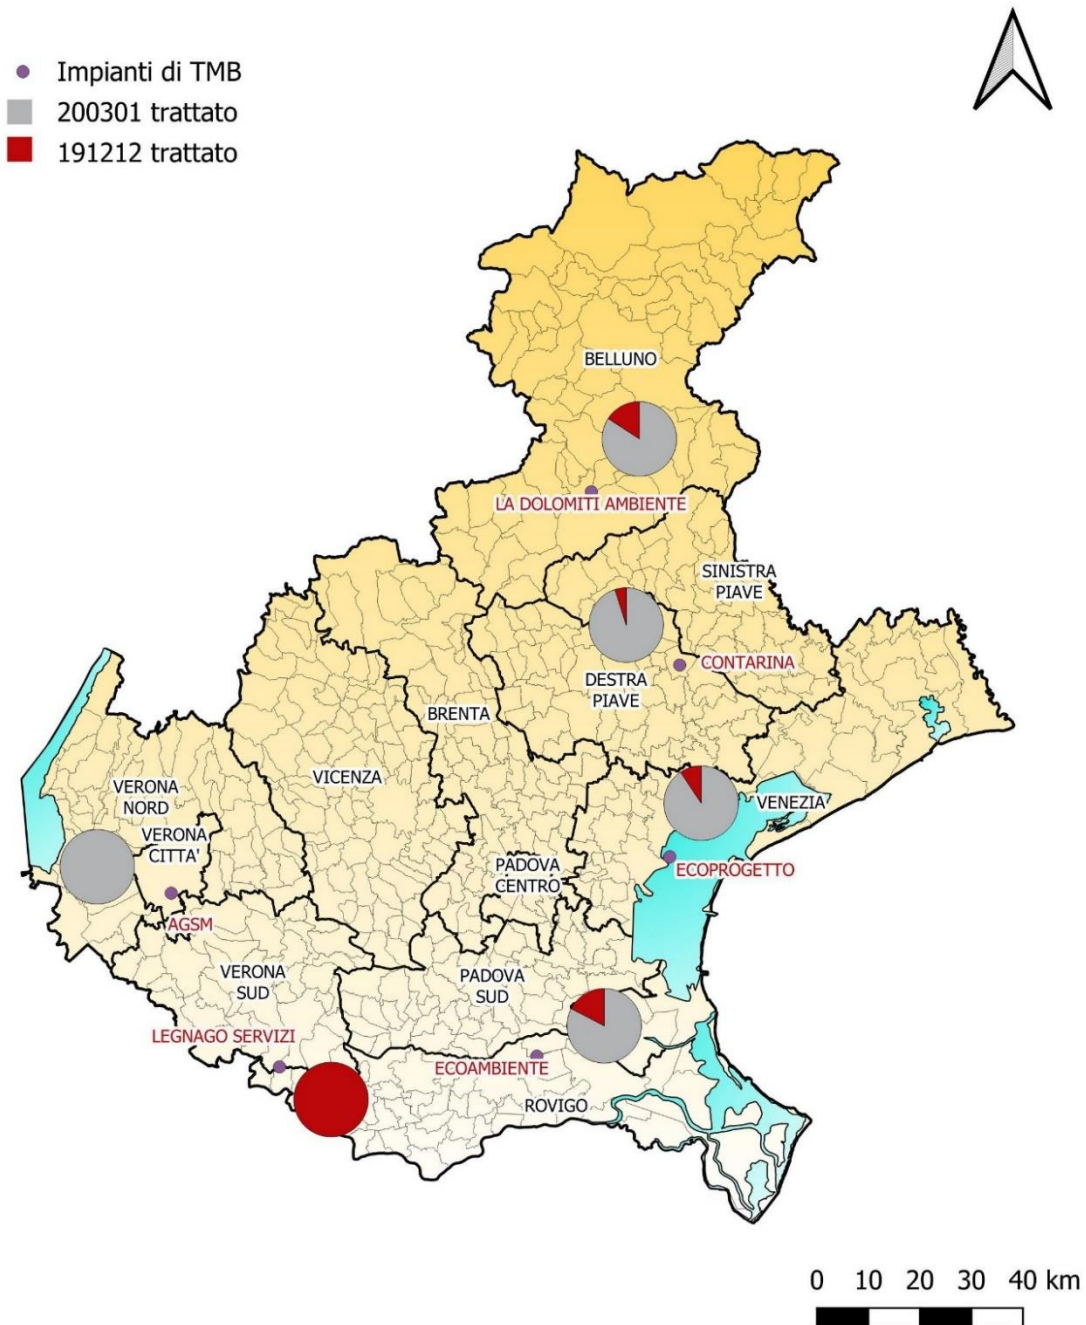 Impianti di TMB
200301 trattato
191212 trattato
BELLUNO
LA DOLOMITI AMBIENTE
SINISTRA
PIAVE
CONTARINA
DESTRA
PIAVE
BRENTA
VICENZA
VERONA
NORD
VENEZIA
VERONA
CITTA'
PADOVA
CENTRO
ECOPROGETTO
AGSM
VERONA
SUD
PADOVA
SUD
LEGNAGO SERVIZI
ECOAMBIENTE
ROVIGO
0 10 20 30 40 km